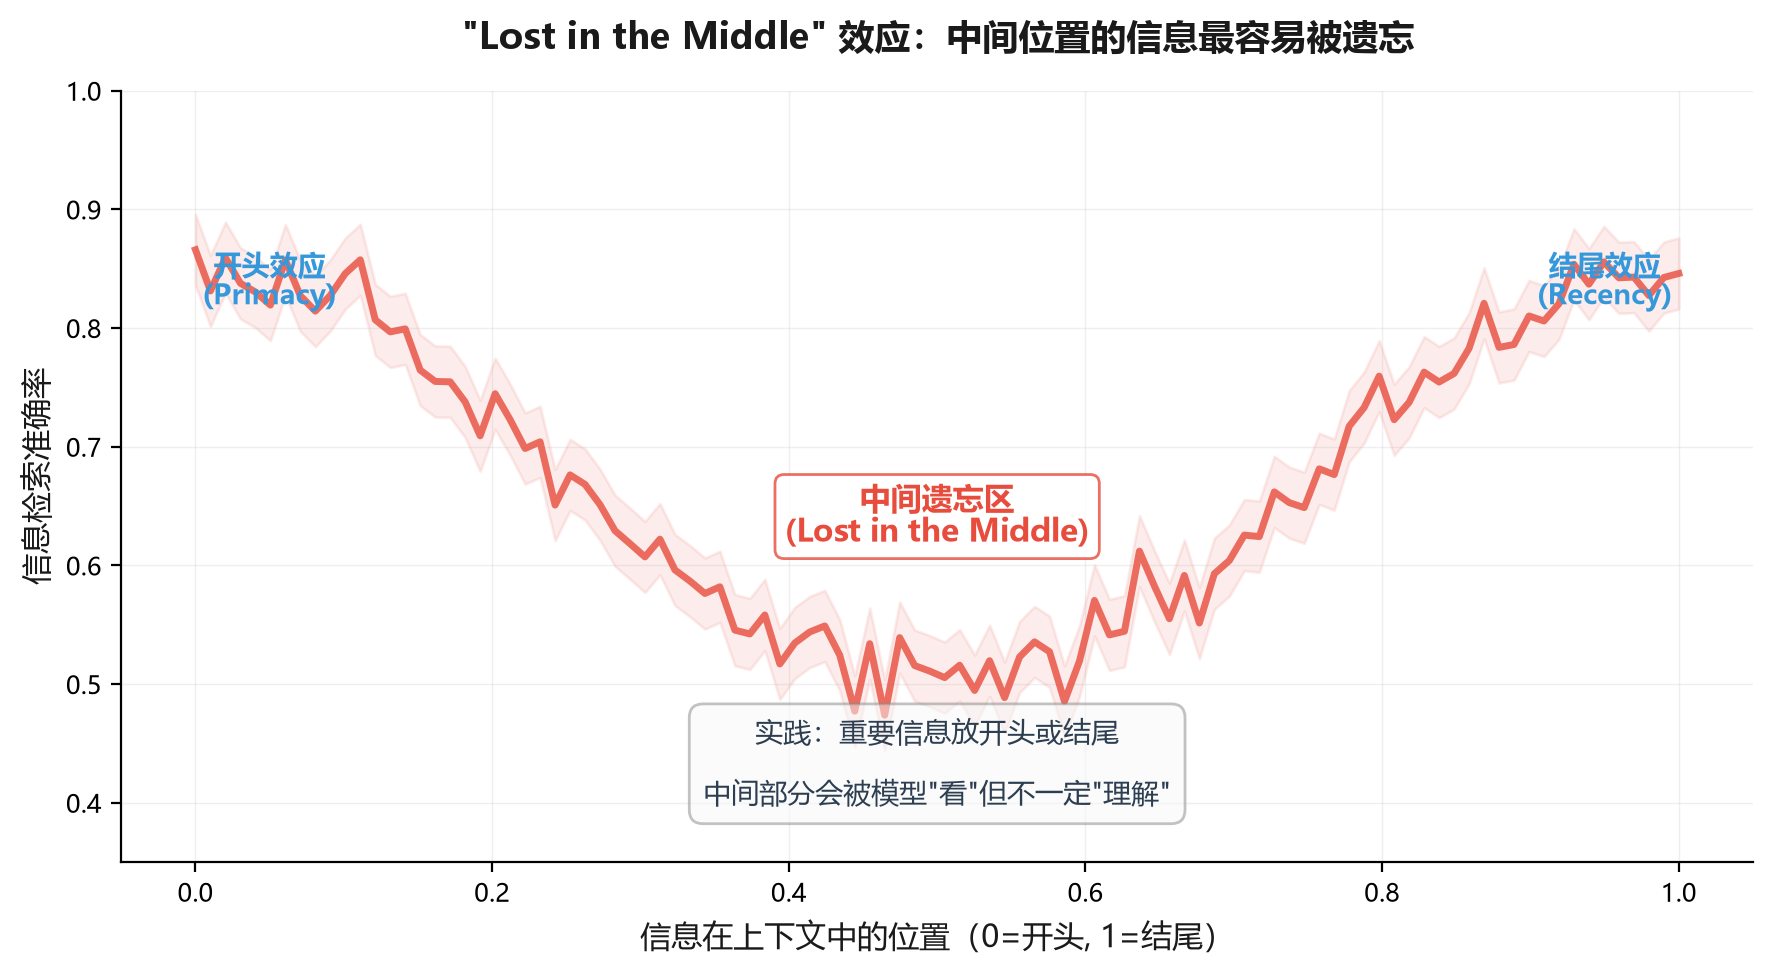 "Lost in the Middle" 效应：中间位置的信息最容易被遗忘
1.0
0.9
0.8
0.7
0.6
0.5
0.4
信息检索准确率
开头效应
(Primacy)
结尾效应
(Recency)
中间遗忘区
(Lost in the Middle)
实践：重要信息放开头或结尾
中间部分会被模型"看"但不一定"理解"
0.0
0.2
0.4
0.6
0.8
1.0
信息在上下文中的位置（0=开头, 1=结尾）